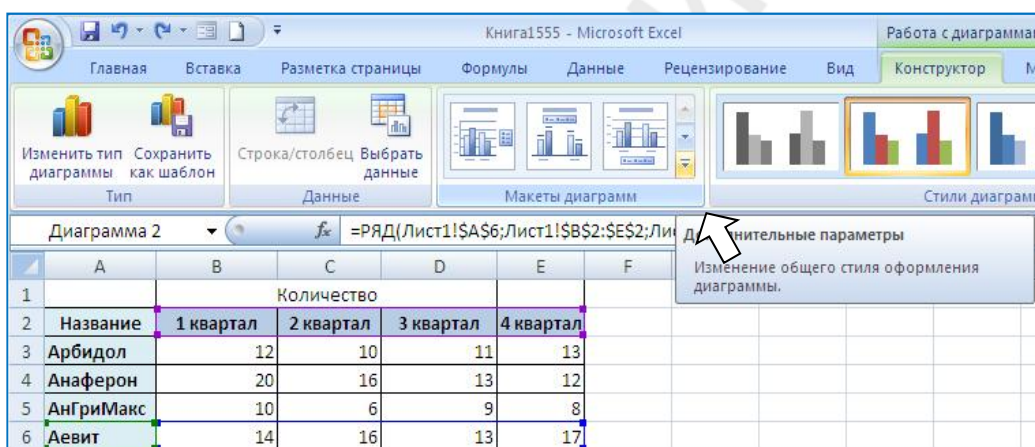 Книга1555 - Microsoft Excel
Работа с диаграммам
Главная Вставка Разметка страницы Формулы Данные Рецензирование Вид Конструктор
Изменить тип диаграммы Сохранить как шаблон
Строка/столбец Выбрать данные
Тип Данные Макеты диаграмм Стили диаграмм
Диаграмма 2 fx =РЯД(Лист1!$A$6;Лист1!$B$2:$E$2;Ли
параметры
Изменение общего стиля оформления
диаграммы.
A B C D E F
1 Количество
2 Название 1 квартал 2 квартал 3 квартал 4 квартал
3 Арбидол 12 10 11 13
4 Анаферон 20 16 13 12
5 АнГриМакс 10 6 9 8
6 Аевит 14 16 13 17